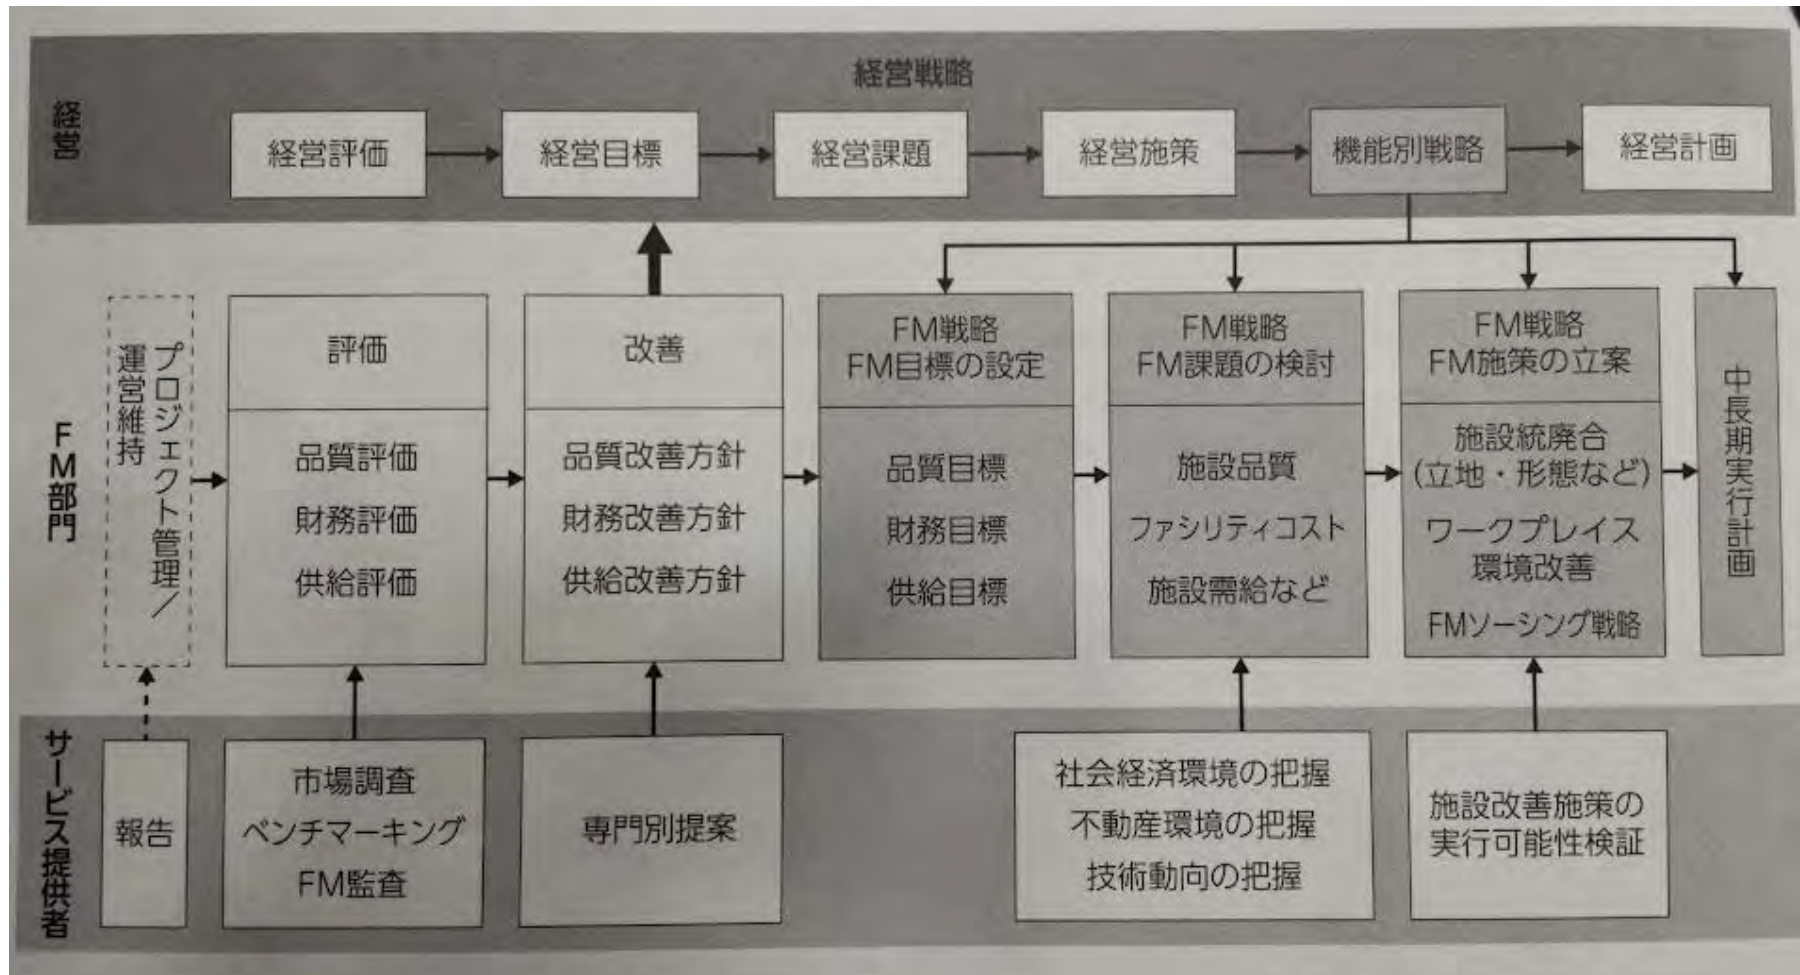 経営戦略
経営
経営評価
経営目標
経営課題
経営施策
機能別戦略
経営計画
FM部門
プロジェクト管理／
運営維持
評価
品質評価
財務評価
供給評価
改善
品質改善方針
財務改善方針
供給改善方針
FM戦略
FM目標の設定
品質目標
財務目標
供給目標
FM戦略
FM課題の検討
施設品質
ファシリティコスト
施設需給など
FM戦略
FM施策の立案
施設統廃合
(立地・形態など)
ワークプレイス
環境改善
FMソーシング戦略
中長期実行計画
サービス提供者
報告
市場調査
ベンチマーキング
FM監査
専門別提案
社会経済環境の把握
不動産環境の把握
技術動向の把握
施設改善施策の
実行可能性検証